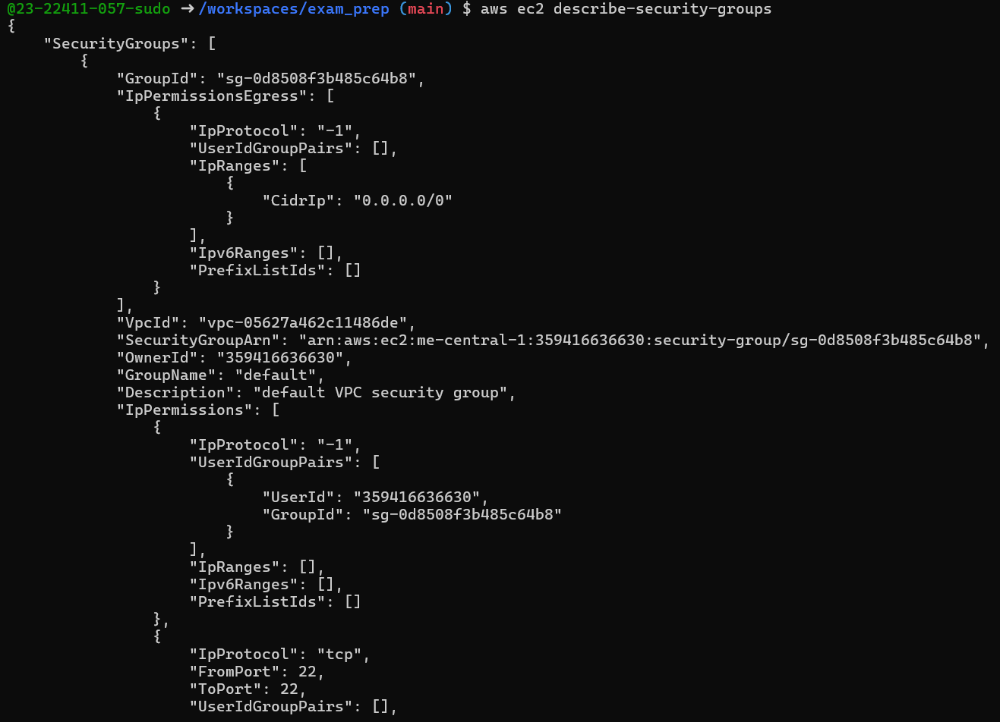 @23-22411-057-sudo ➜ /workspaces/exam_prep (main) $ aws ec2 describe-security-groups
{
    "SecurityGroups": [
        {
            "GroupId": "sg-0d8508f3b485c64b8",
            "IpPermissionsEgress": [
                {
                    "IpProtocol": "-1",
                    "UserIdGroupPairs": [],
                    "IpRanges": [
                        {
                            "CidrIp": "0.0.0.0/0"
                        }
                    ],
                    "Ipv6Ranges": [],
                    "PrefixListIds": []
                }
            ],
            "VpcId": "vpc-05627a462c11486de",
            "SecurityGroupArn": "arn:aws:ec2:me-central-1:359416636630:security-group/sg-0d8508f3b485c64b8",
            "OwnerId": "359416636630",
            "GroupName": "default",
            "Description": "default VPC security group",
            "IpPermissions": [
                {
                    "IpProtocol": "-1",
                    "UserIdGroupPairs": [
                        {
                            "UserId": "359416636630",
                            "GroupId": "sg-0d8508f3b485c64b8"
                        }
                    ],
                    "IpRanges": [],
                    "Ipv6Ranges": [],
                    "PrefixListIds": []
                },
                {
                    "IpProtocol": "tcp",
                    "FromPort": 22,
                    "ToPort": 22,
                    "UserIdGroupPairs": [],